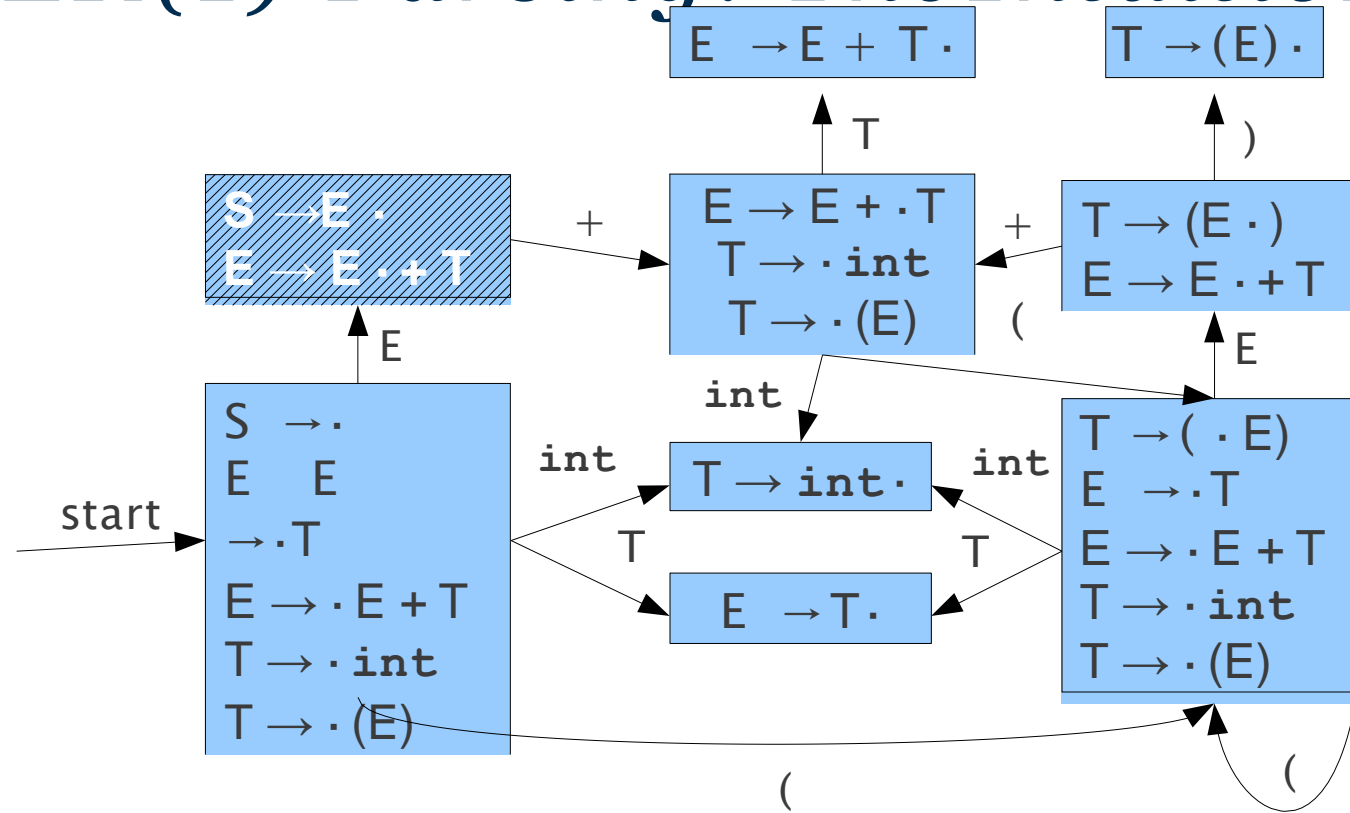 E → E + T ·
T → (E) ·
T
)
S → E ·
E → E · + T
+
E → E + · T
T → · int
T → · (E)
+
T → (E · )
E → E · + T
(
E
E
int
S → ·
E E
→ · T
E → · E + T
T → · int
T → · (E)
start
int
T
T → int ·
E → T ·
int
T
T → ( · E)
E → · T
E → · E + T
T → · int
T → · (E)
(
(